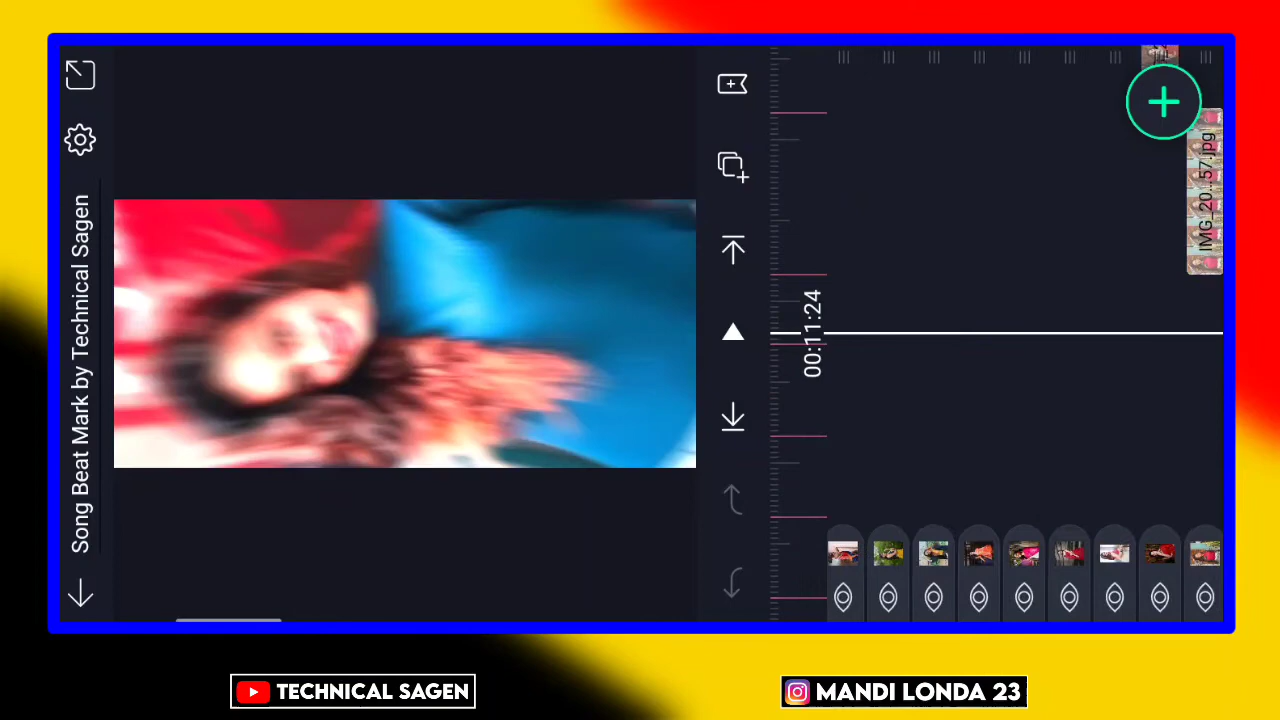 Song Beat Mark by Technical Sagen
00:11:24
IMG_20...57.jpg
TECHNICAL SAGEN
MANDI LONDA 23